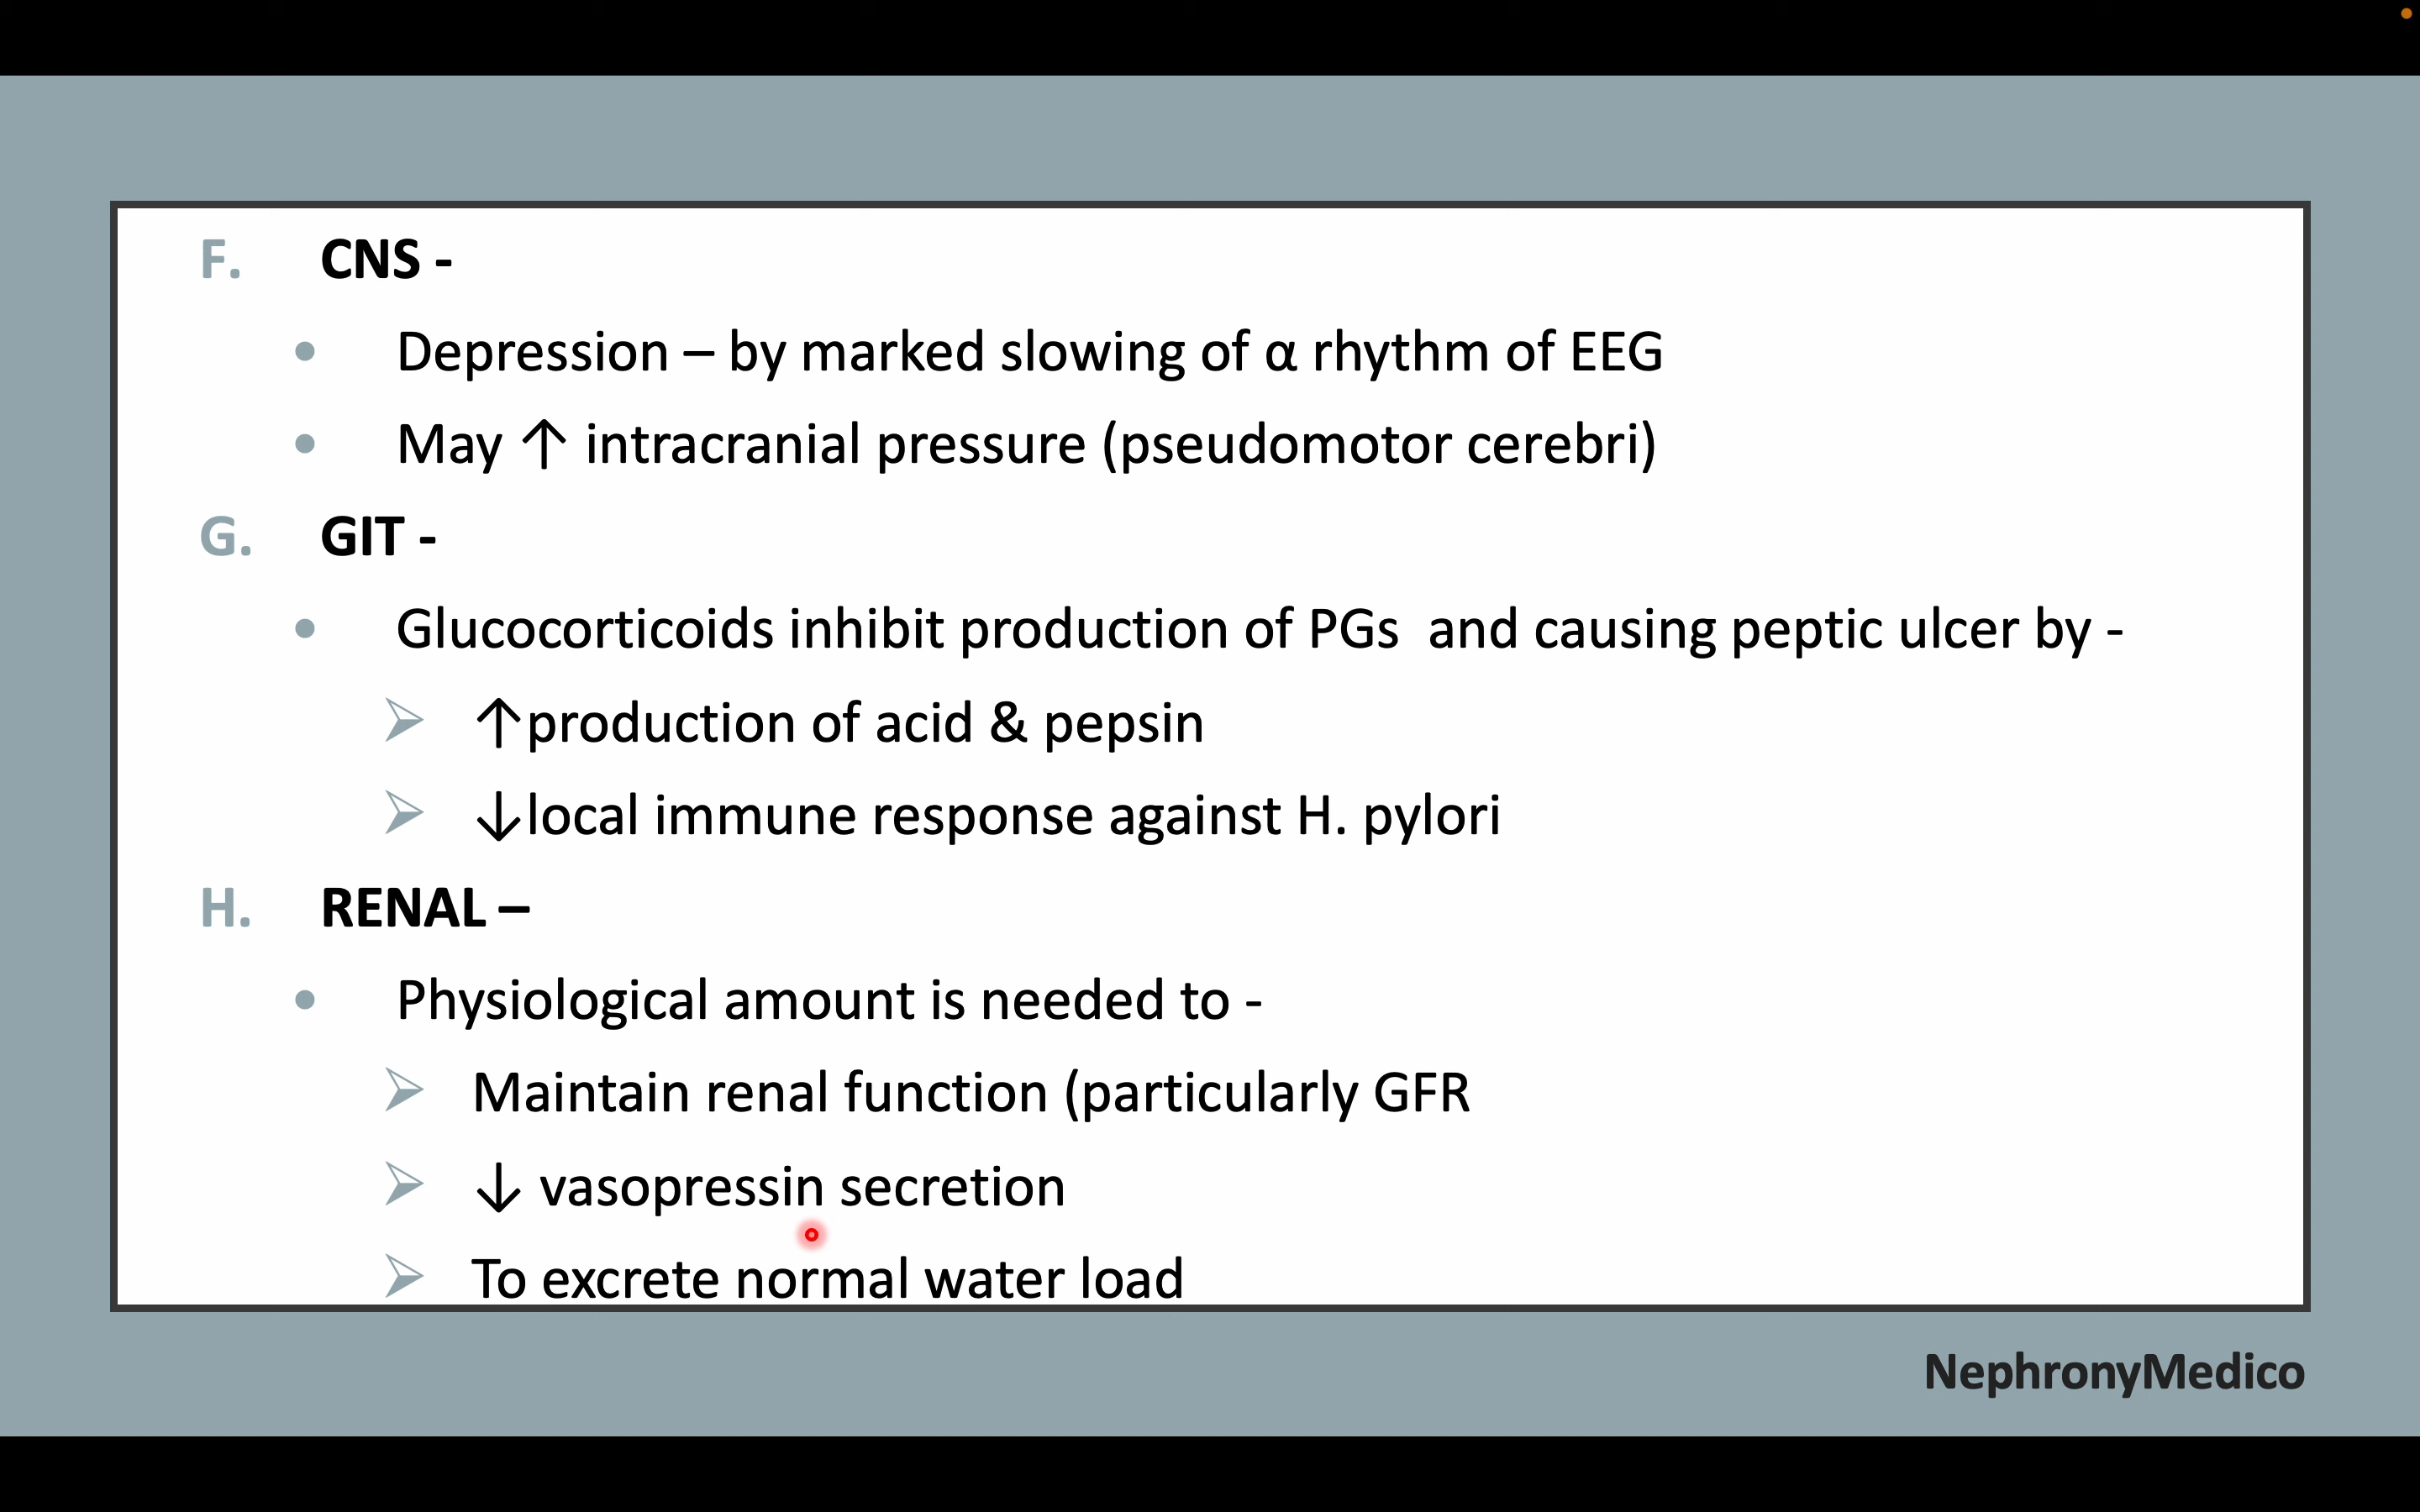 F. CNS -
• Depression – by marked slowing of α rhythm of EEG
• May ↑ intracranial pressure (pseudomotor cerebri)
G. GIT -
• Glucocorticoids inhibit production of PGs and causing peptic ulcer by -
➢ ↑production of acid & pepsin
➢ ↓local immune response against H. pylori
H. RENAL –
• Physiological amount is needed to -
➢ Maintain renal function (particularly GFR
➢ ↓ vasopressin secretion
➢ To excrete normal water load
NephronyMedico